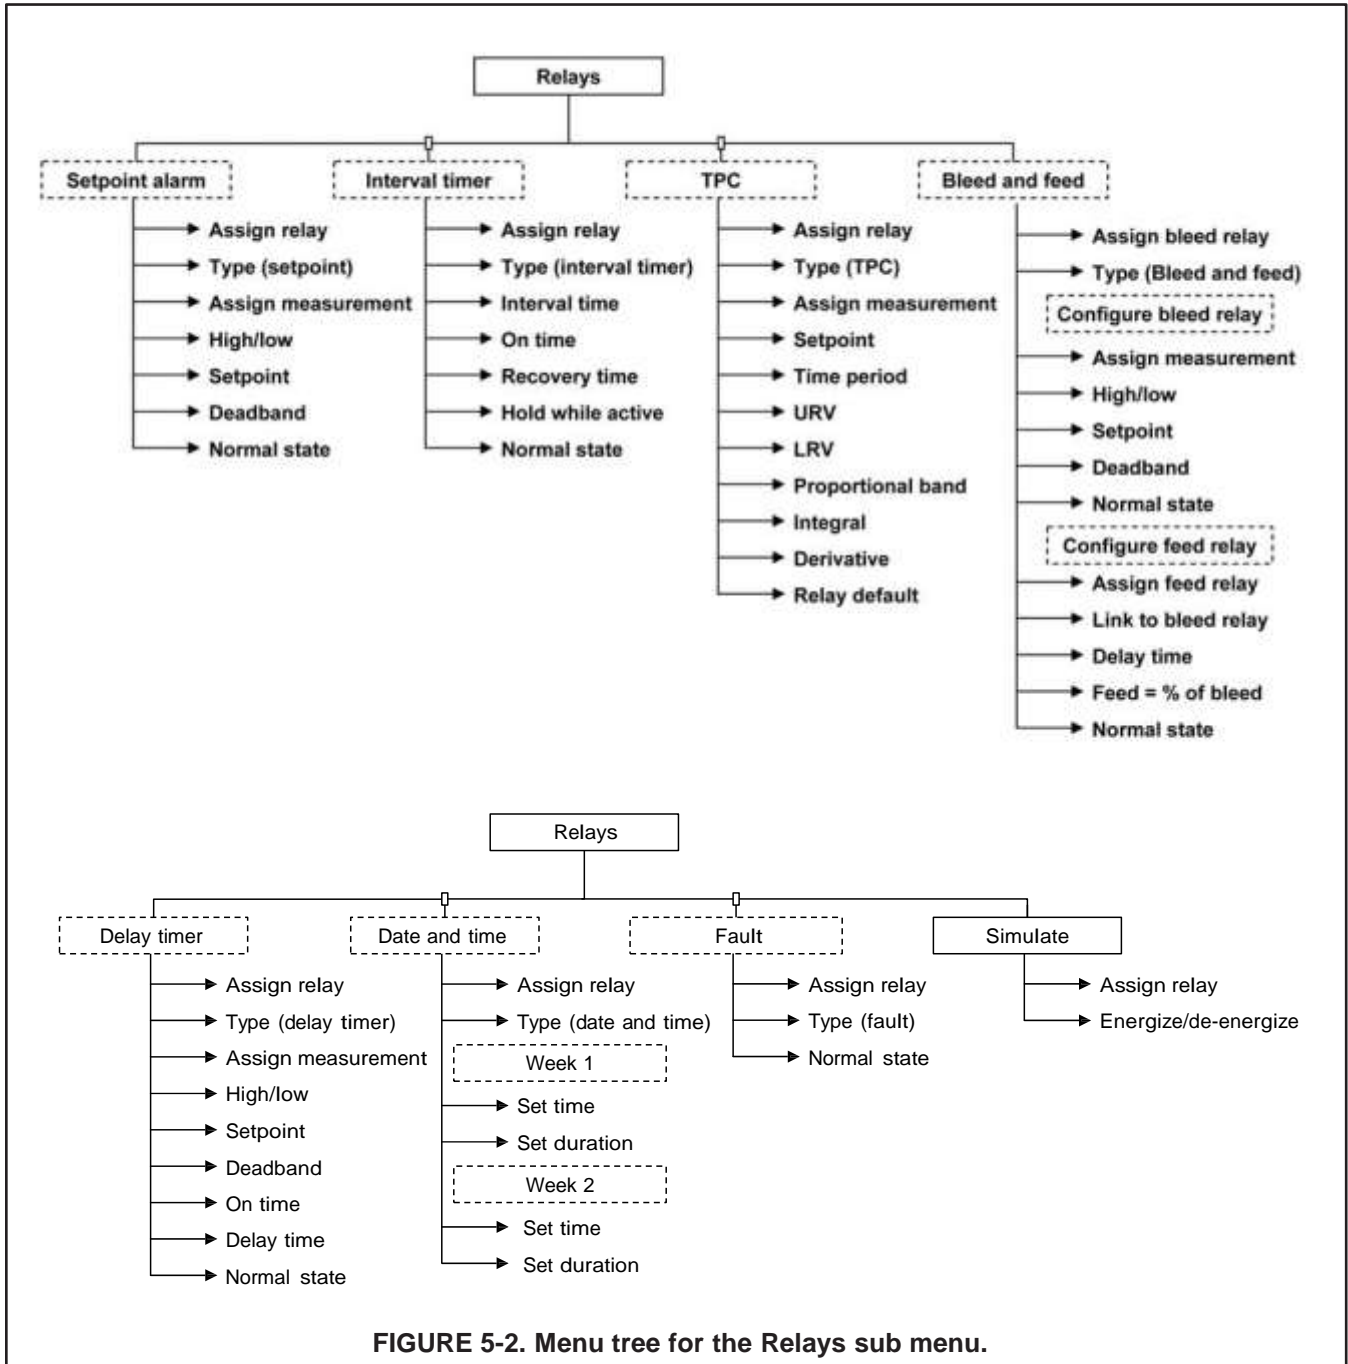 Relays
Setpoint alarm
Assign relay
Type (setpoint)
Assign measurement
High/low
Setpoint
Deadband
Normal state
Interval timer
Assign relay
Type (interval timer)
Interval time
On time
Recovery time
Hold while active
Normal state
TPC
Assign relay
Type (TPC)
Assign measurement
Setpoint
Time period
URV
LRV
Proportional band
Integral
Derivative
Relay default
Bleed and feed
Assign bleed relay
Type (Bleed and feed)
Configure bleed relay
Assign measurement
High/low
Setpoint
Deadband
Normal state
Configure feed relay
Assign feed relay
Link to bleed relay
Delay time
Feed = % of bleed
Normal state
Relays
Delay timer
Assign relay
Type (delay timer)
Assign measurement
High/low
Setpoint
Deadband
On time
Delay time
Normal state
Date and time
Assign relay
Type (date and time)
Week 1
Set time
Set duration
Week 2
Set time
Set duration
Fault
Assign relay
Type (fault)
Normal state
Simulate
Assign relay
Energize/de-energize
FIGURE 5-2. Menu tree for the Relays sub menu.